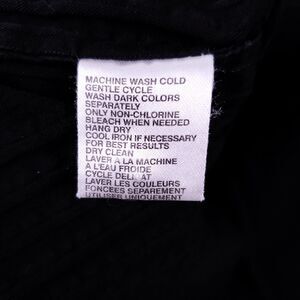 MACHINE WASH COLD
GENTLE CYCLE
WASH DARK COLORS
SEPARATELY
ONLY NON-CHLORINE
BLEACH WHEN NEEDED
HANG DRY
COOL IRON IF NECESSARY
FOR BEST RESULTS
DRY CLEAN
LAVER A LA MACHINE
A L'EAU FROIDE
CYCLE DELICAT
LAVER LES COULEURS
FONCEES SEPAREMENT
UTILISER UNIQUEMENT